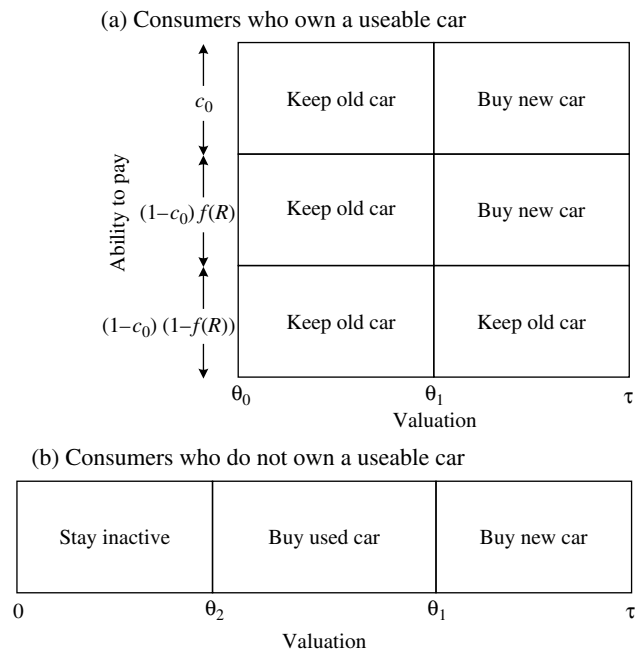 (a) Consumers who own a useable car
c₀
Keep old car
Buy new car
Ability to pay
(1–c₀) f(R)
Keep old car
Buy new car
(1–c₀) (1–f(R))
Keep old car
Keep old car
θ₀
θ₁
τ
Valuation
(b) Consumers who do not own a useable car
Stay inactive
Buy used car
Buy new car
0
θ₂
θ₁
τ
Valuation